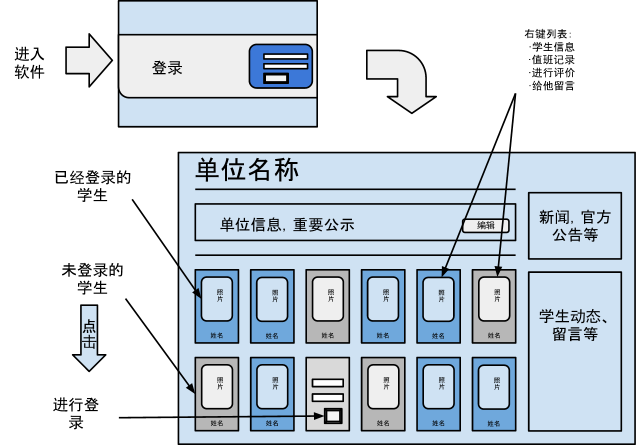 进入
软件
登录
右键列表：
·学生信息
·值班记录
·进行评价
·给他留言
单位名称
已经登录的
学生
单位信息，重要公示
编辑
新闻，官方
公告等
未登录的
学生
点
击
照
片
姓名
照
片
姓名
照
片
姓名
照
片
姓名
照
片
姓名
照
片
姓名
学生动态、
留言等
照
片
姓名
照
片
姓名
照
片
姓名
照
片
姓名
照
片
姓名
进行登
录